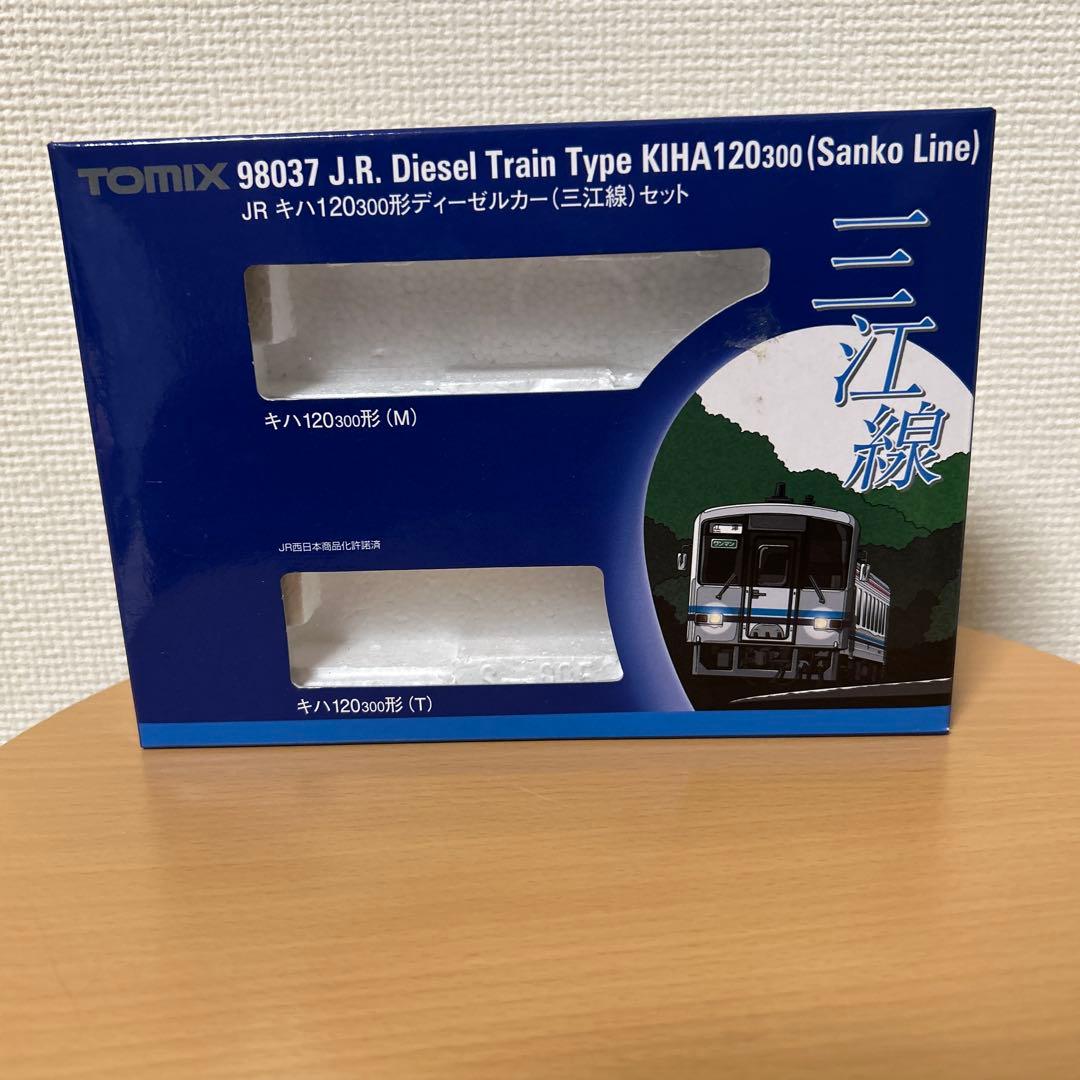 TOMIX 98037 J.R. Diesel Train Type KIHA120300 (Sanko Line)
JR キハ120300形ディーゼルカー(三江線)セット
三江線
キハ120300形(M)
JR西日本商品化許諾済
ワンマン
キハ120300形(T)